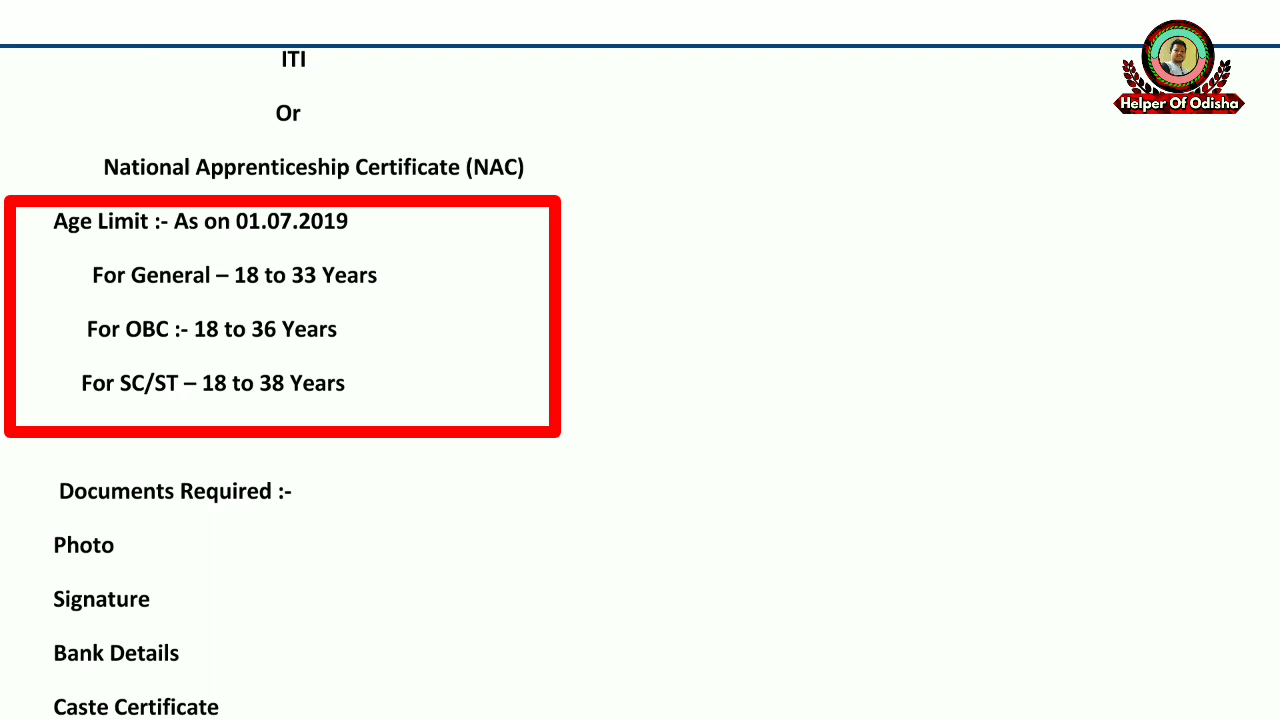 ITI
Or
National Apprenticeship Certificate (NAC)
Age Limit :- As on 01.07.2019
For General – 18 to 33 Years
For OBC :- 18 to 36 Years
For SC/ST – 18 to 38 Years
Documents Required :-
Photo
Signature
Bank Details
Caste Certificate
Helper Of Odisha